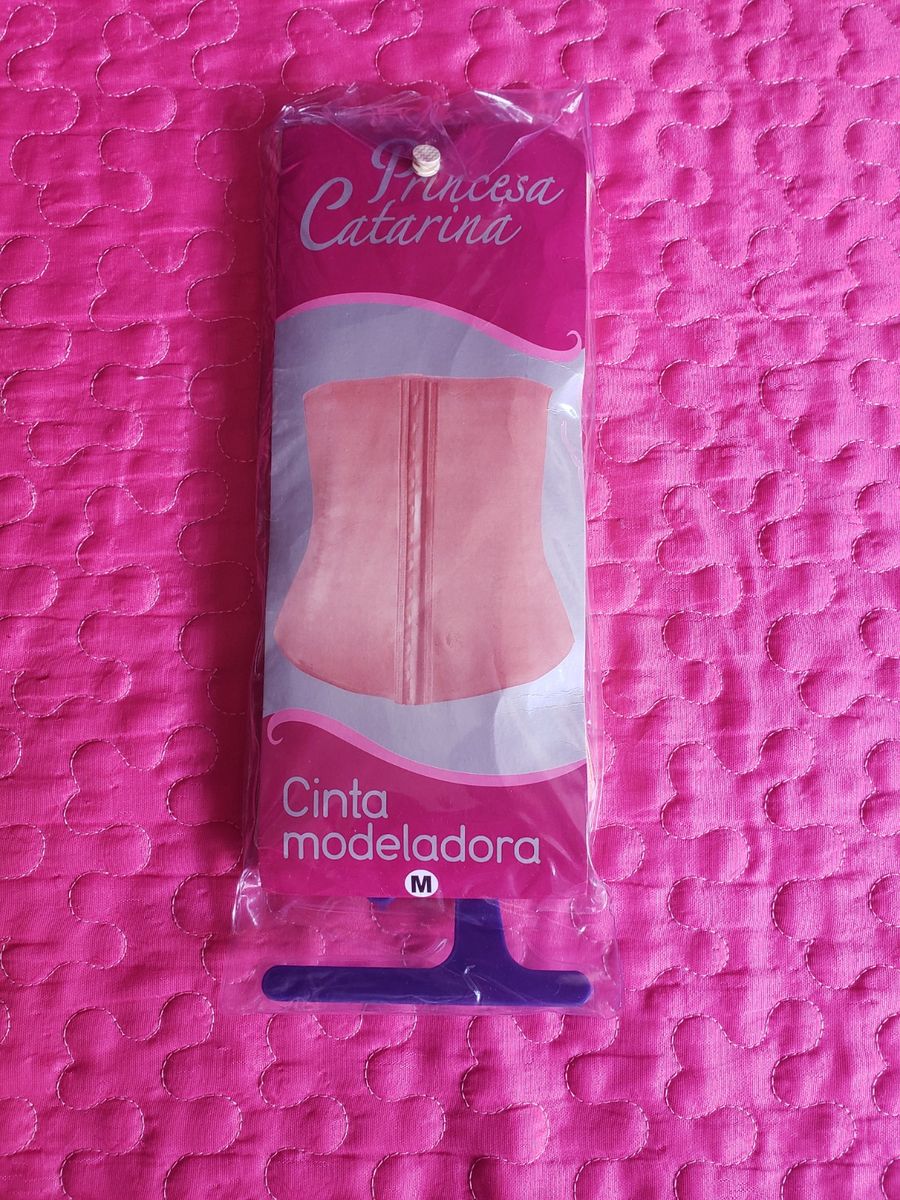 Princesa
Catarina
Cinta
modeladora
M